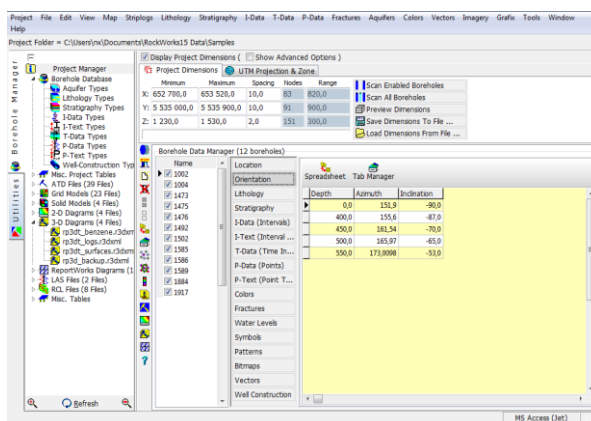 Project File Edit View Map Striplogs Lithology Stratigraphy I-Data T-Data P-Data Fractures Aquifers Colors Vectors Imagery Grafix Tools Window
Help
Project Folder = C:\Users\nx\Documents\RockWorks15 Data\Samples
Borehole Manager
Utilities
Project Manager
Borehole Database
Aquifer Types
Lithology Types
Stratigraphy Types
I-Data Types
I-Text Types
T-Data Types
P-Data Types
P-Text Types
Well-Construction Typ
Misc. Project Tables
ATD Files (39 Files)
Grid Models (23 Files)
Solid Models (4 Files)
2-D Diagrams (4 Files)
3-D Diagrams (4 Files)
rp3dt_benzene.r3dxml
rp3dt_logs.r3dxml
rp3dt_surfaces.r3dxm
rp3d_backup.r3dxml
ReportWorks Diagrams (1
LAS Files (2 Files)
RCL Files (8 Files)
Misc. Tables
Refresh
Display Project Dimensions ( Show Advanced Options )
Project Dimensions UTM Projection & Zone
Minimum Maximum Spacing Nodes Range
X: 652 700,0 653 520,0 10,0 83 820,0
Y: 5 535 000,0 5 535 900,0 10,0 91 900,0
Z: 1 230,0 1 530,0 2,0 151 300,0
Scan Enabled Boreholes
Scan All Boreholes
Preview Dimensions
Save Dimensions To File ...
Load Dimensions From File ...
Borehole Data Manager (12 boreholes)
Name
1002
1004
1473
1475
1476
1492
1502
1585
1586
1589
1884
1917
Location
Orientation
Lithology
Stratigraphy
I-Data (Intervals)
I-Text (Interval ...
T-Data (Time In...
P-Data (Points)
P-Text (Point T...
Colors
Fractures
Water Levels
Symbols
Patterns
Bitmaps
Vectors
Well Construction
Spreadsheet Tab Manager
Depth Azimuth Inclination
0,0 151,9 -90,0
400,0 155,6 -87,0
450,0 161,54 -70,0
500,0 165,97 -65,0
550,0 173,0098 -53,0
MS Access (Jet)